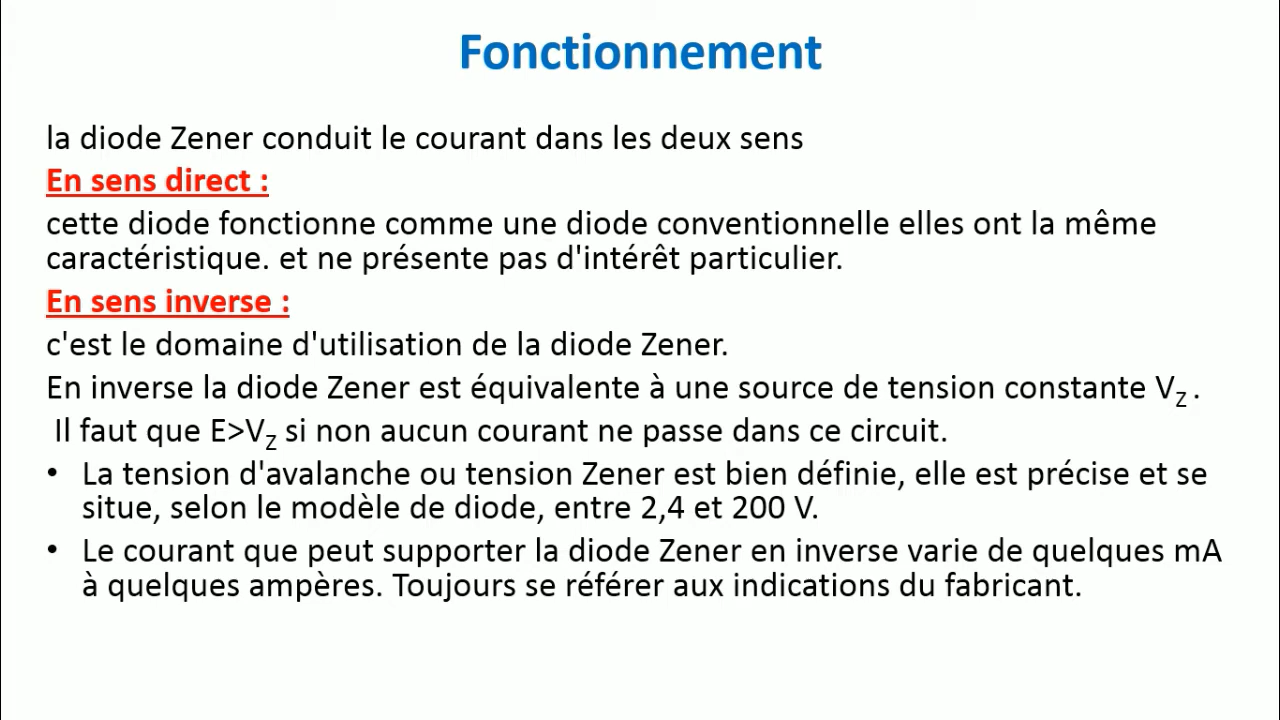 Fonctionnement
la diode Zener conduit le courant dans les deux sens
En sens direct :
cette diode fonctionne comme une diode conventionnelle elles ont la même
caractéristique. et ne présente pas d'intérêt particulier.
En sens inverse :
c'est le domaine d'utilisation de la diode Zener.
En inverse la diode Zener est équivalente à une source de tension constante VZ .
Il faut que E>VZ si non aucun courant ne passe dans ce circuit.
• La tension d'avalanche ou tension Zener est bien définie, elle est précise et se
situe, selon le modèle de diode, entre 2,4 et 200 V.
• Le courant que peut supporter la diode Zener en inverse varie de quelques mA
à quelques ampères. Toujours se référer aux indications du fabricant.